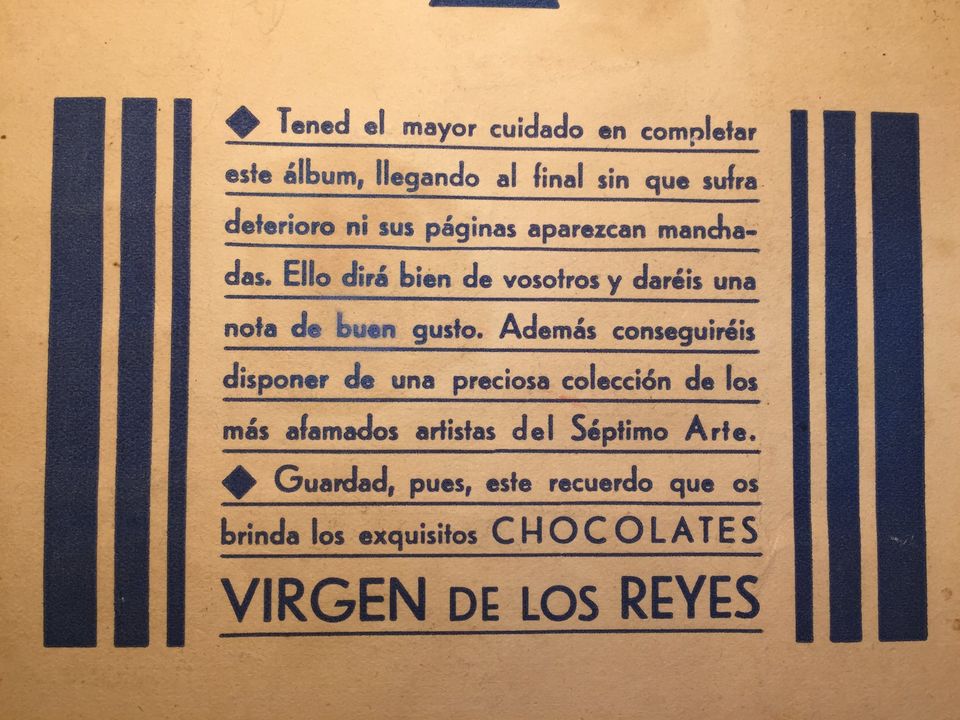 ◆ Tened el mayor cuidado en completar
este álbum, llegando al final sin que sufra
deterioro ni sus páginas aparezcan mancha-
das. Ello dirá bien de vosotros y daréis una
nota de buen gusto. Además conseguiréis
disponer de una preciosa colección de los
más afamados artistas del Séptimo Arte.
◆ Guardad, pues, este recuerdo que os
brinda los exquisitos CHOCOLATES
VIRGEN DE LOS REYES